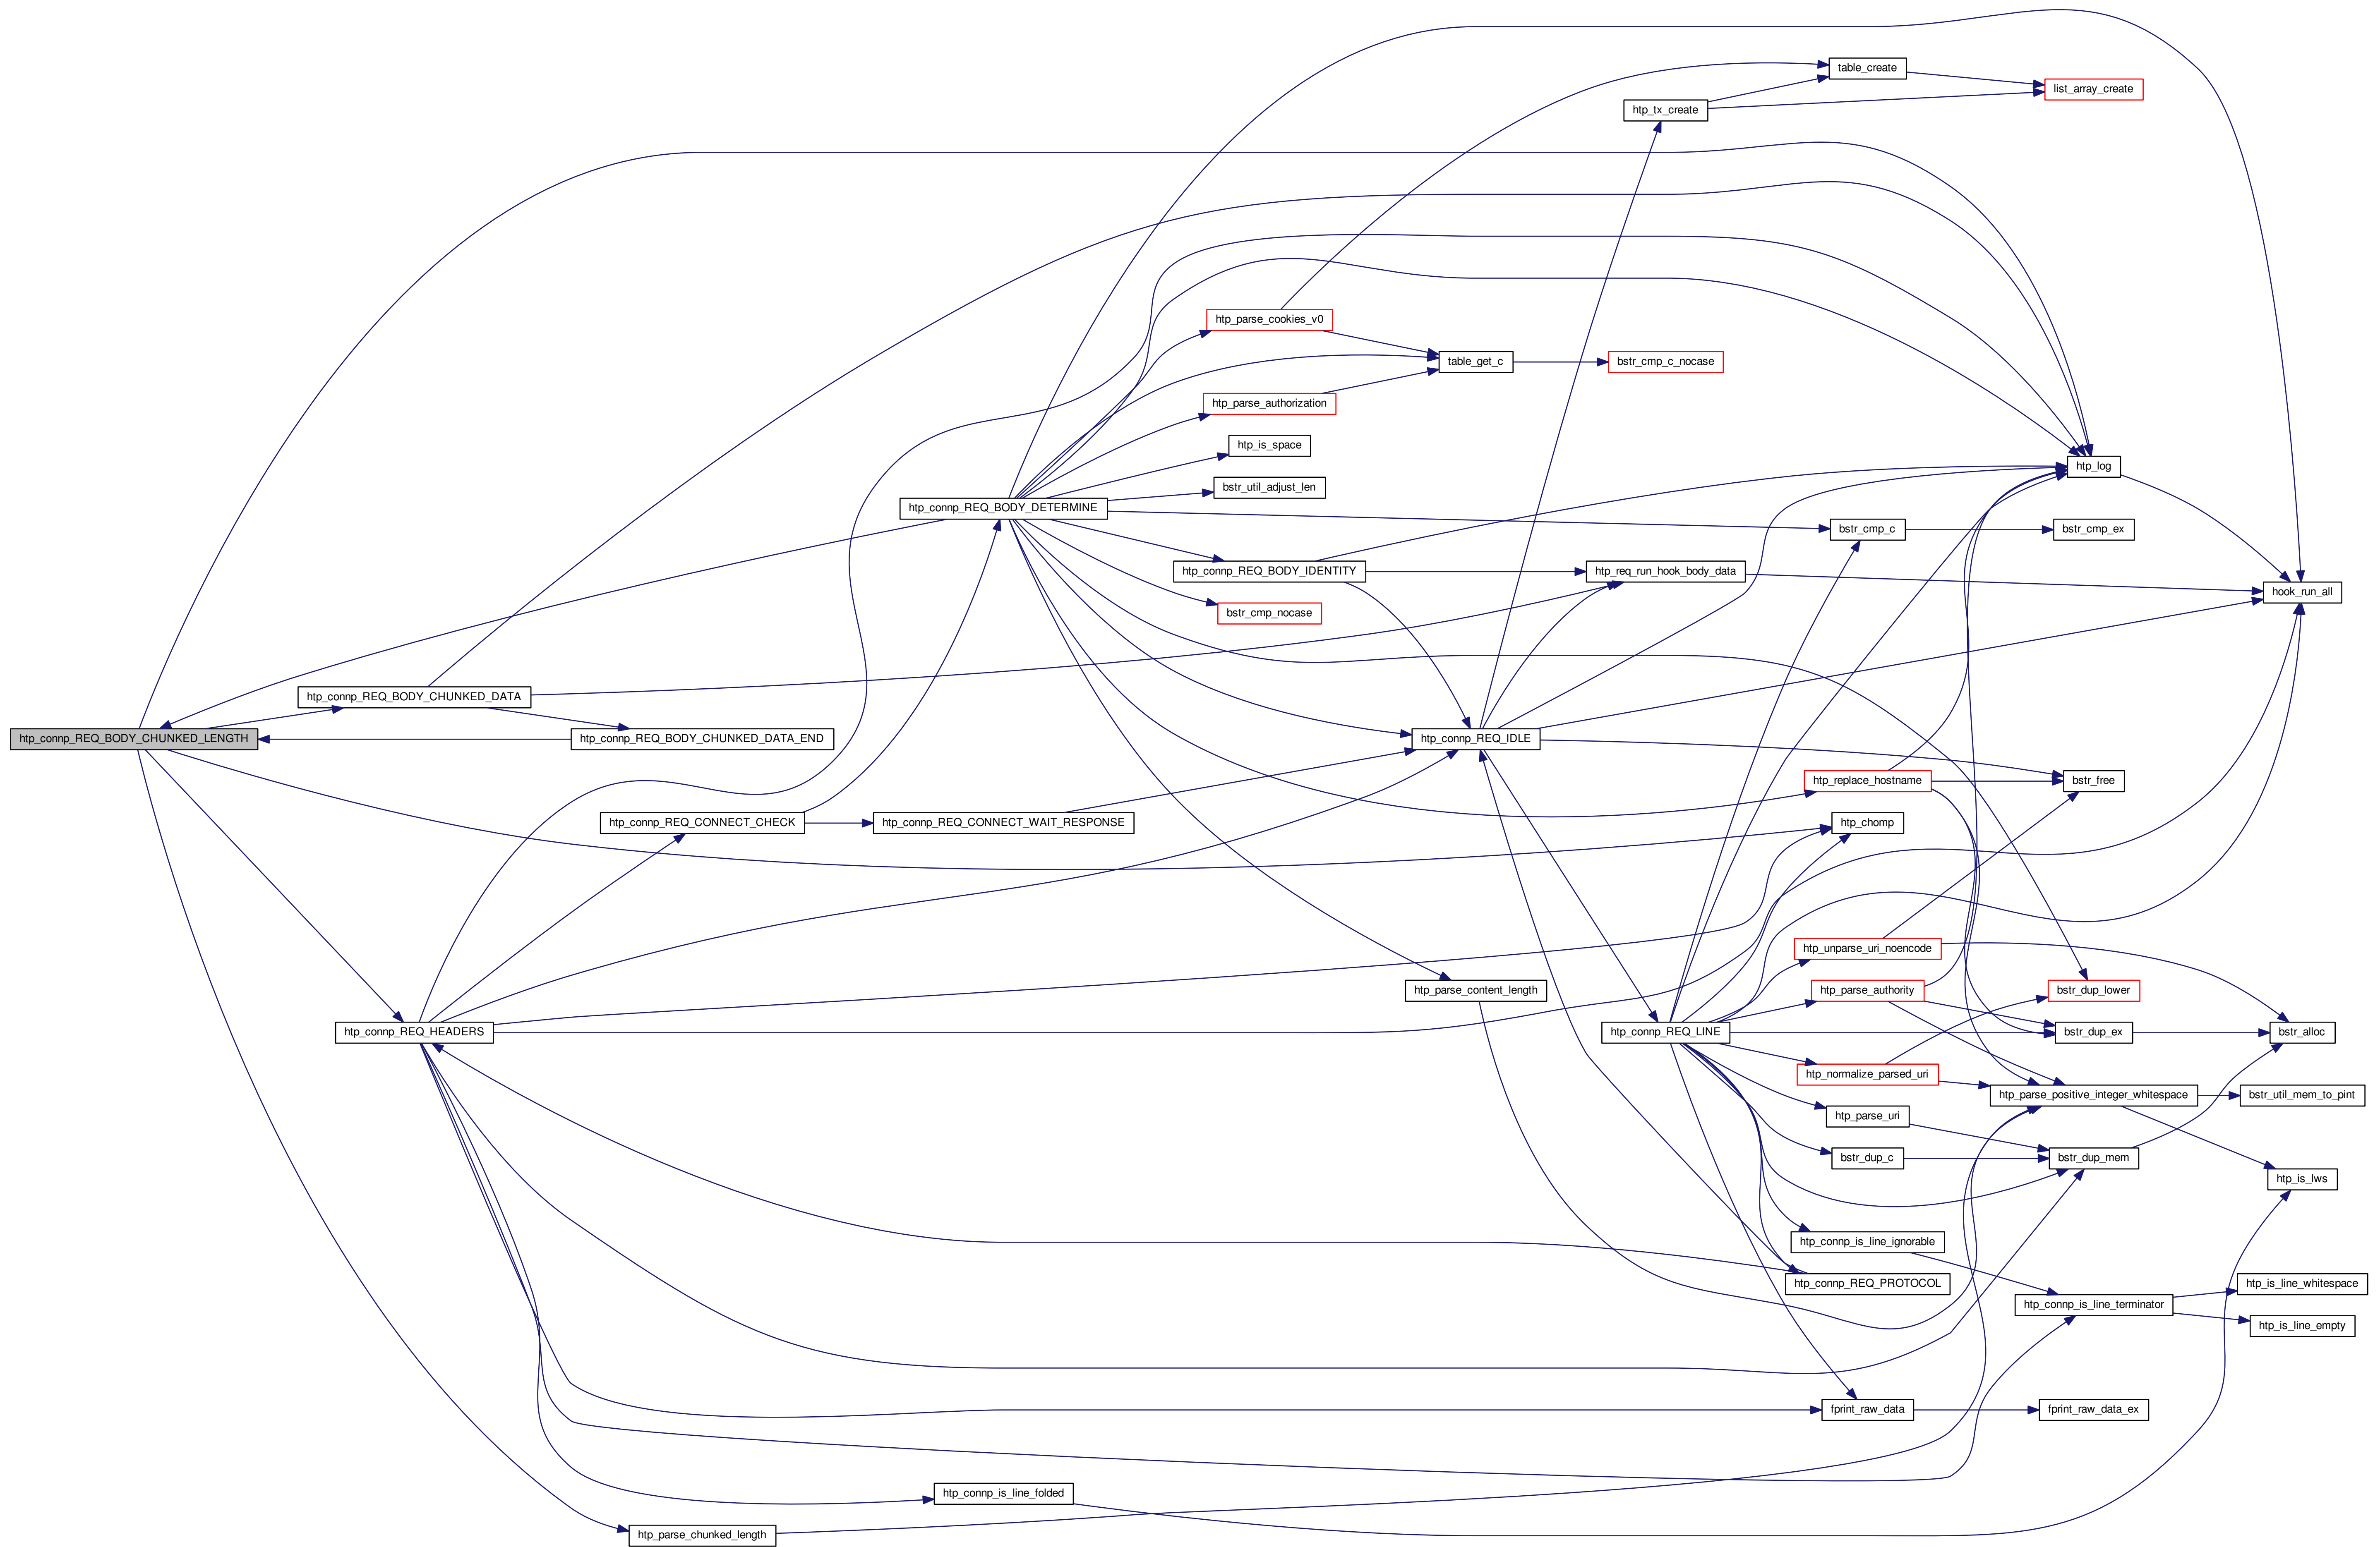 table_create
list_array_create
htp_tx_create
htp_parse_cookies_v0
table_get_c
bstr_cmp_c_nocase
htp_parse_authorization
htp_is_space
htp_log
bstr_util_adjust_len
htp_connp_REQ_BODY_DETERMINE
bstr_cmp_c
bstr_cmp_ex
htp_connp_REQ_BODY_IDENTITY
htp_req_run_hook_body_data
hook_run_all
bstr_cmp_nocase
htp_connp_REQ_BODY_CHUNKED_DATA
htp_connp_REQ_BODY_CHUNKED_LENGTH
htp_connp_REQ_BODY_CHUNKED_DATA_END
htp_connp_REQ_IDLE
htp_replace_hostname
bstr_free
htp_connp_REQ_CONNECT_CHECK
htp_connp_REQ_CONNECT_WAIT_RESPONSE
htp_chomp
htp_unparse_uri_noencode
htp_parse_content_length
htp_parse_authority
bstr_dup_lower
htp_connp_REQ_HEADERS
htp_connp_REQ_LINE
bstr_dup_ex
bstr_alloc
htp_normalize_parsed_uri
htp_parse_positive_integer_whitespace
bstr_util_mem_to_pint
htp_parse_uri
bstr_dup_c
bstr_dup_mem
htp_is_lws
htp_connp_is_line_ignorable
htp_connp_REQ_PROTOCOL
htp_is_line_whitespace
htp_connp_is_line_terminator
htp_is_line_empty
fprint_raw_data
fprint_raw_data_ex
htp_connp_is_line_folded
htp_parse_chunked_length